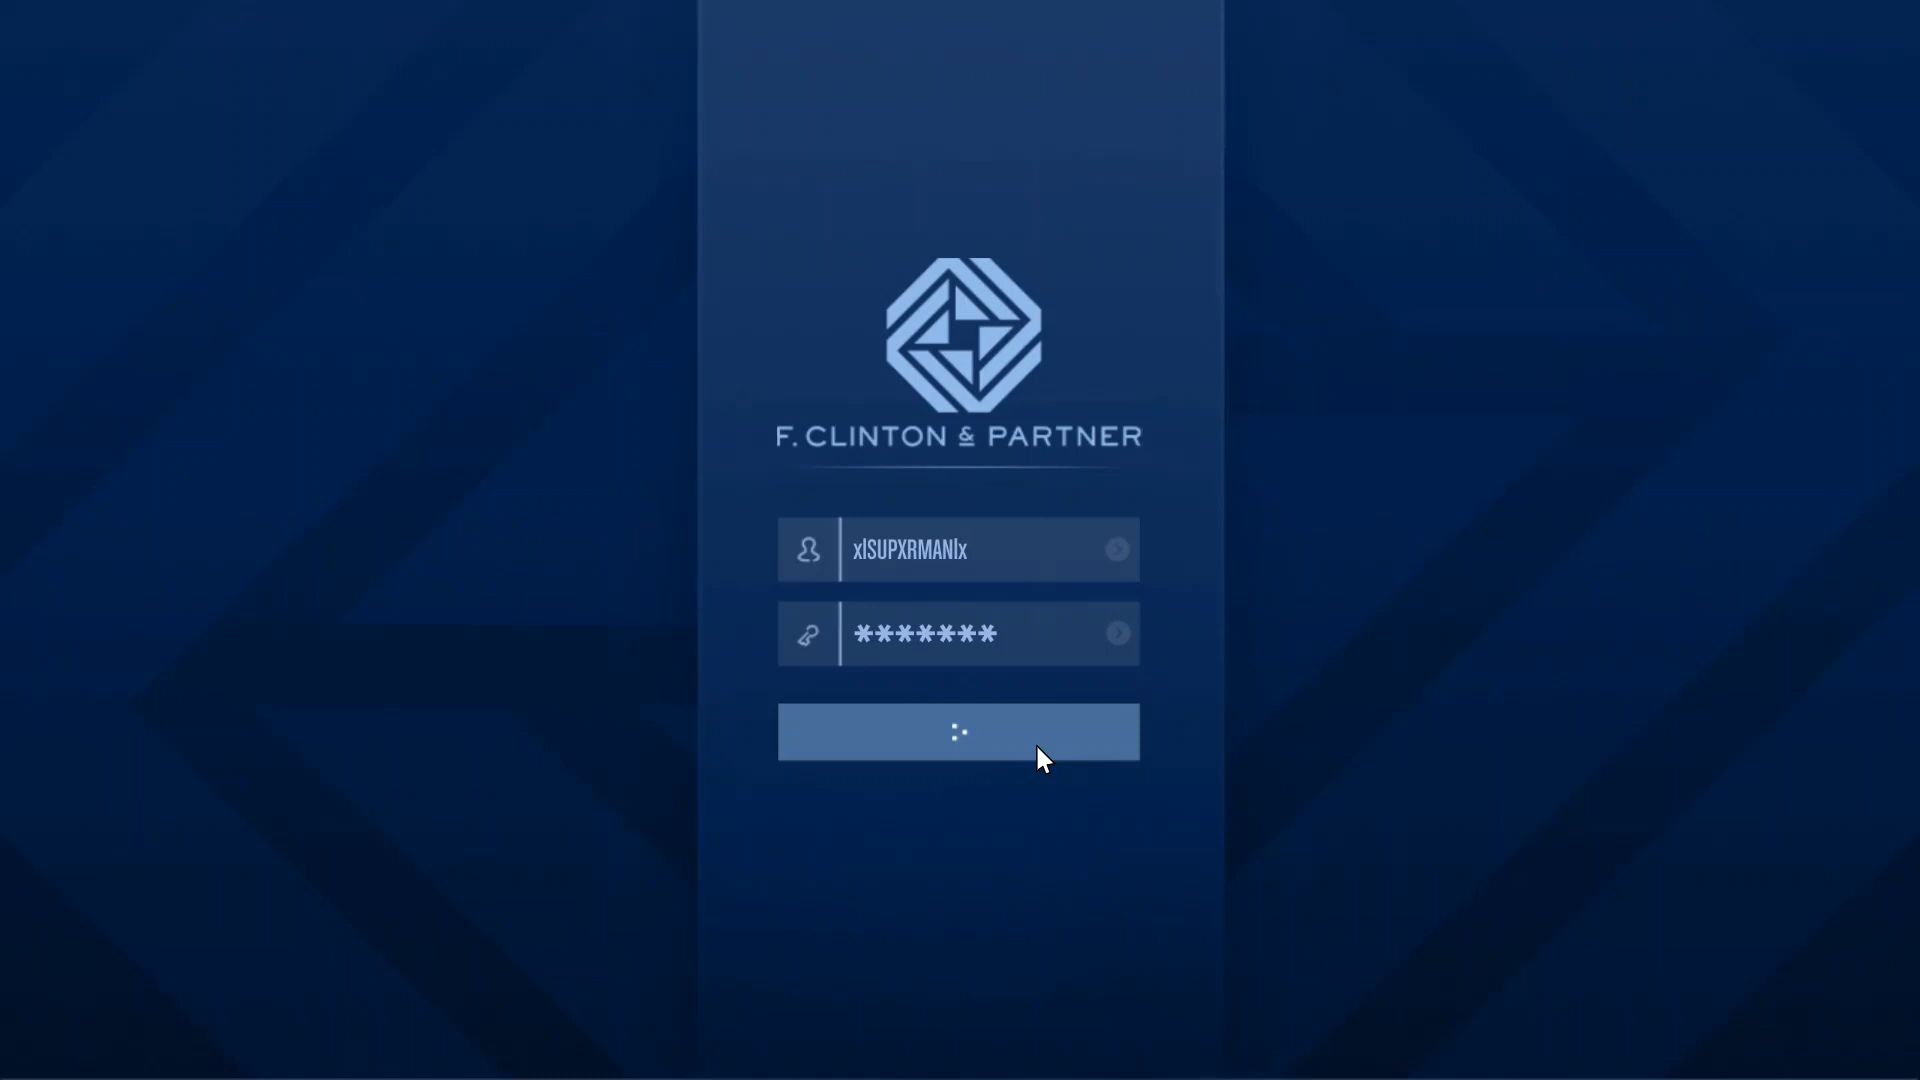 F. CLINTON & PARTNER
xlSUPXRMANlx
*******